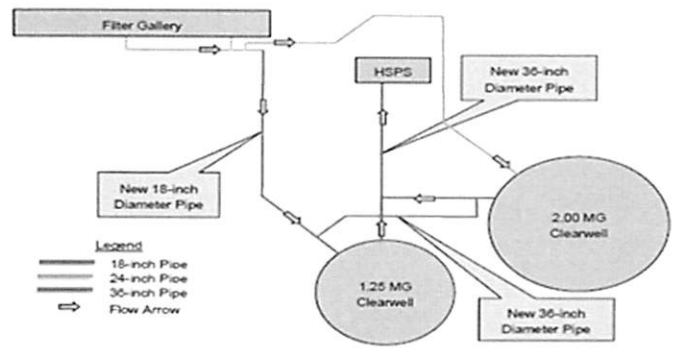 Filter Gallery
HSPS
New 36-inch
Diameter Pipe
New 18-inch
Diameter Pipe
2.00 MG
Clearwell
Legend
18-inch Pipe
24-inch Pipe
36-inch Pipe
Flow Arrow
1.25 MG
Clearwell
New 36-inch
Diameter Pipe